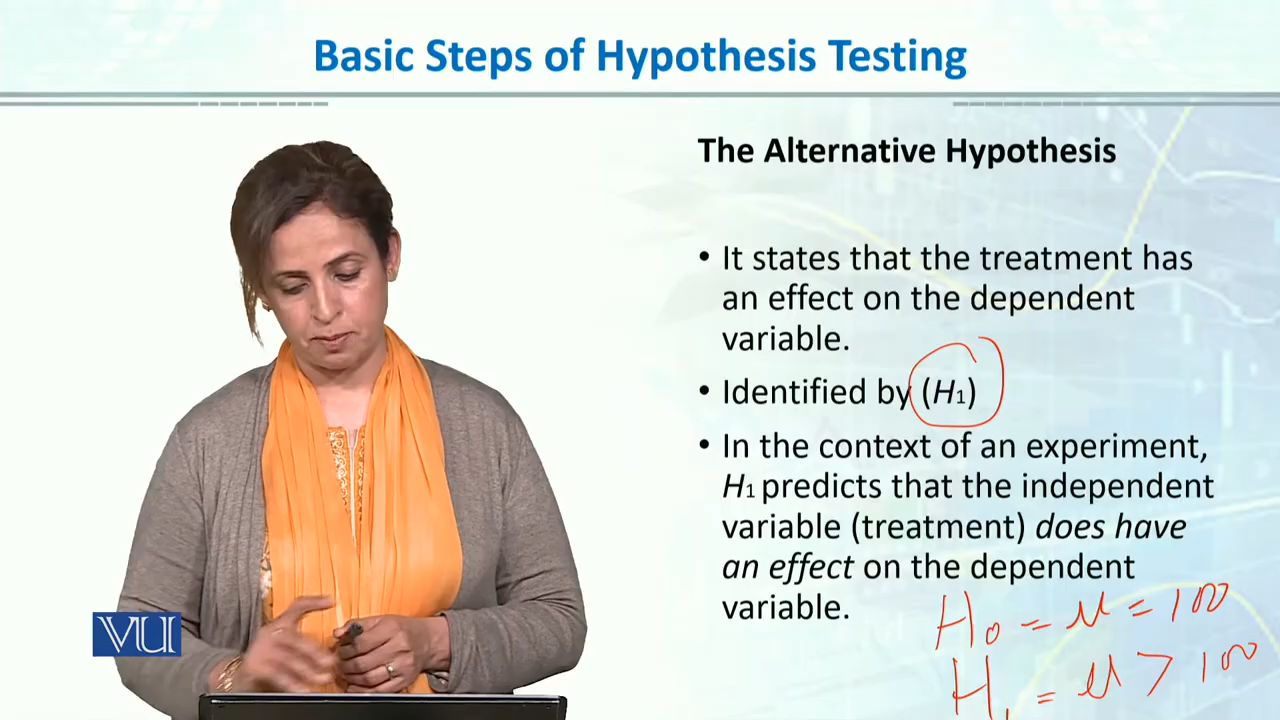 Basic Steps of Hypothesis Testing
The Alternative Hypothesis
• It states that the treatment has
an effect on the dependent
variable.
• Identified by (H₁)
• In the context of an experiment,
H₁ predicts that the independent
variable (treatment) does have
an effect on the dependent
variable.
H₀ = μ = 100
H₁ = μ > 100
VU